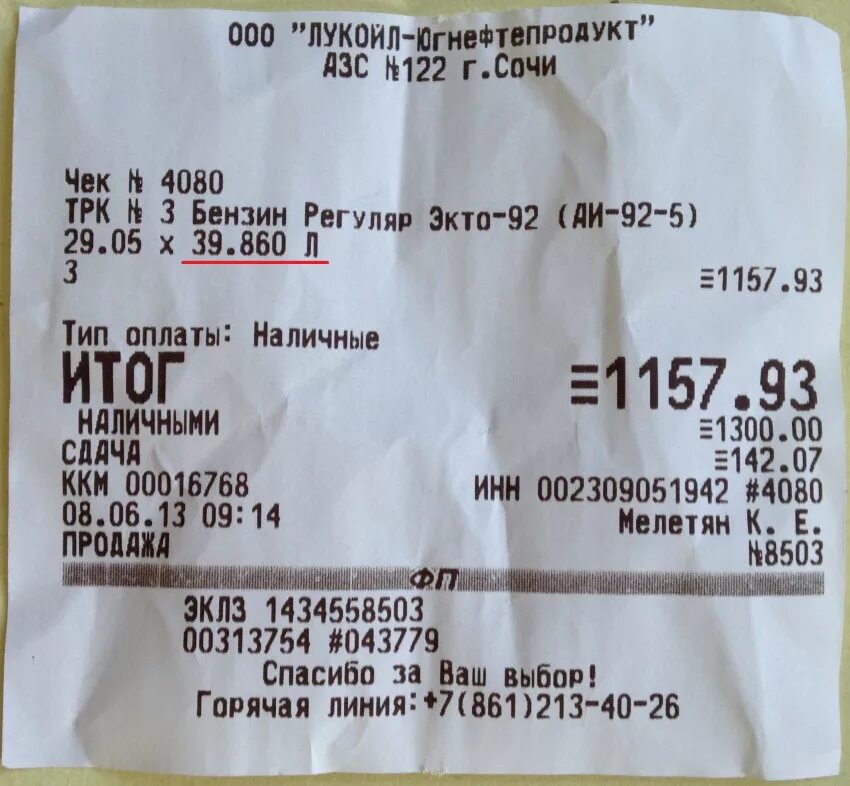 ООО "ЛУКОЙЛ-Югнефтепродукт"
АЗС №122 г.Сочи
Чек № 4080
ТРК № 3 Бензин Регуляр Экто-92 (АИ-92-5)
29.05 x 39.860 Л
3 ≡1157.93
Тип оплаты: Наличные
ИТОГ ≡1157.93
НАЛИЧНЫМИ ≡1300.00
СДАЧА ≡142.07
ККМ 00016768 ИНН 002309051942 #4080
08.06.13 09:14 Мелетян К. Е.
ПРОДАЖА №8503
ФП
ЭКЛЗ 1434558503
00313754 #043779
Спасибо за Ваш выбор!
Горячая линия:+7(861)213-40-26